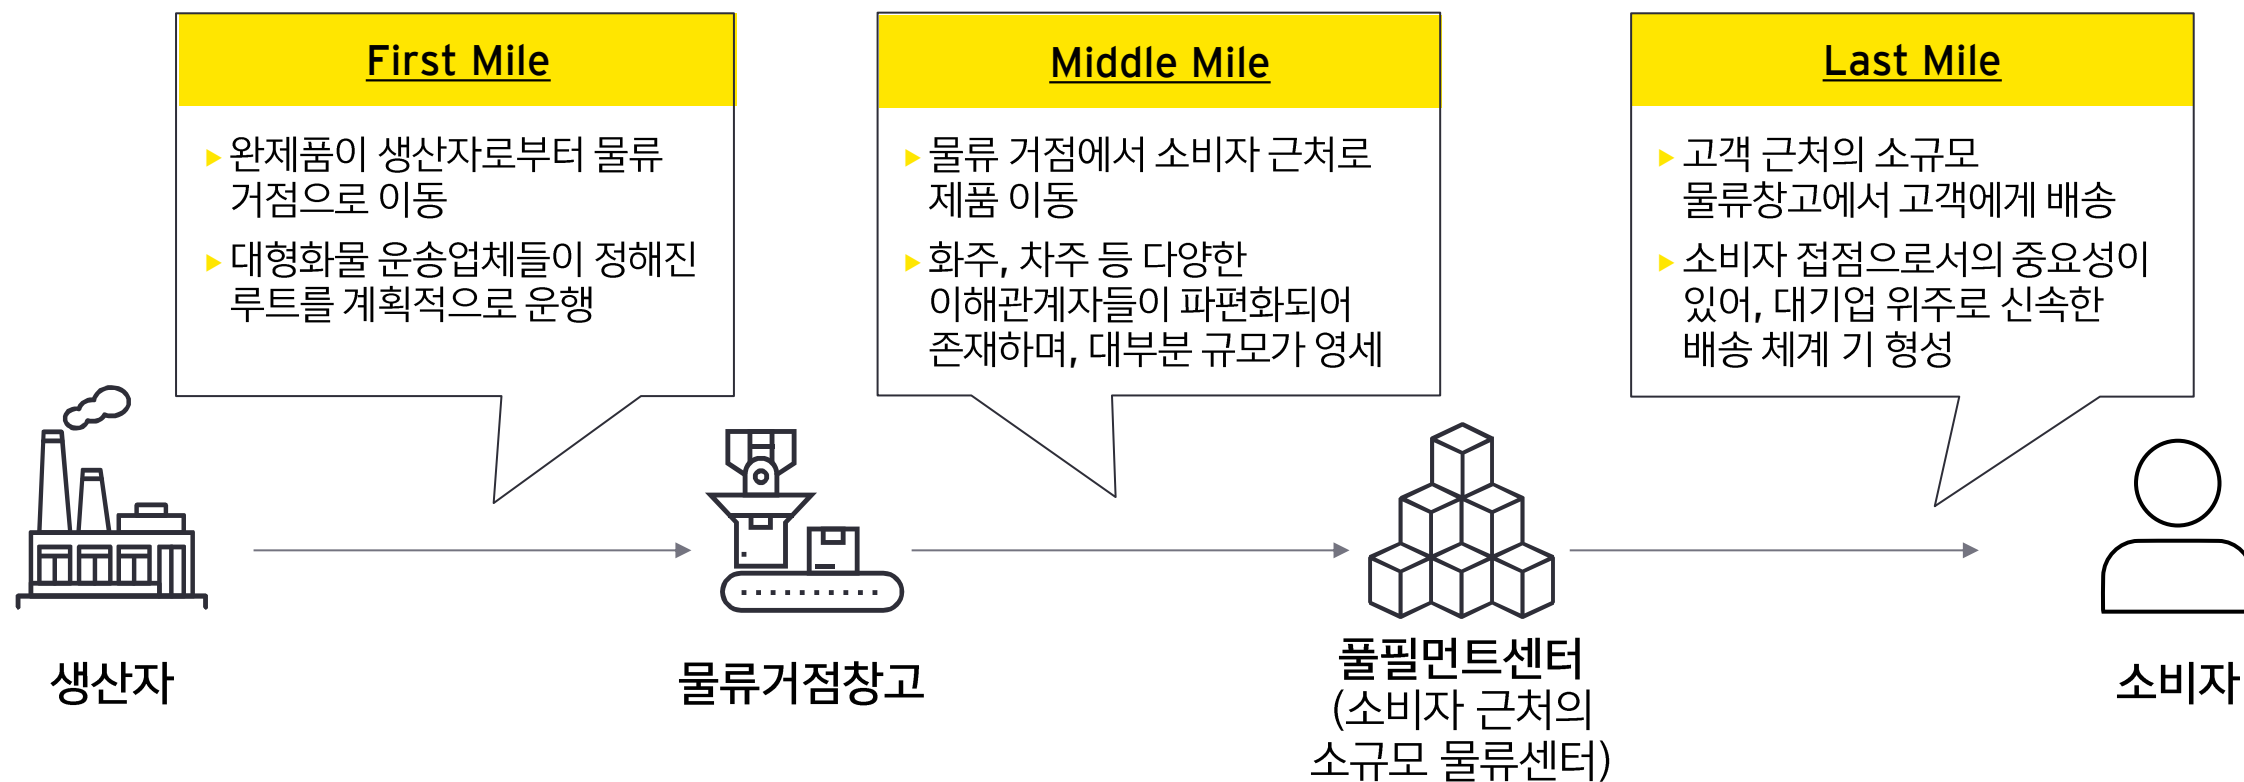 First Mile
완제품이 생산자로부터 물류
거점으로 이동
대형화물 운송업체들이 정해진
루트를 계획적으로 운행
Middle Mile
물류 거점에서 소비자 근처로
제품 이동
화주, 차주 등 다양한
이해관계자들이 파편화되어
존재하며, 대부분 규모가 영세
Last Mile
고객 근처의 소규모
물류창고에서 고객에게 배송
소비자 접점으로서의 중요성이
있어, 대기업 위주로 신속한
배송 체계 기 형성
생산자
물류거점창고
풀필먼트센터
(소비자 근처의
소규모 물류센터)
소비자